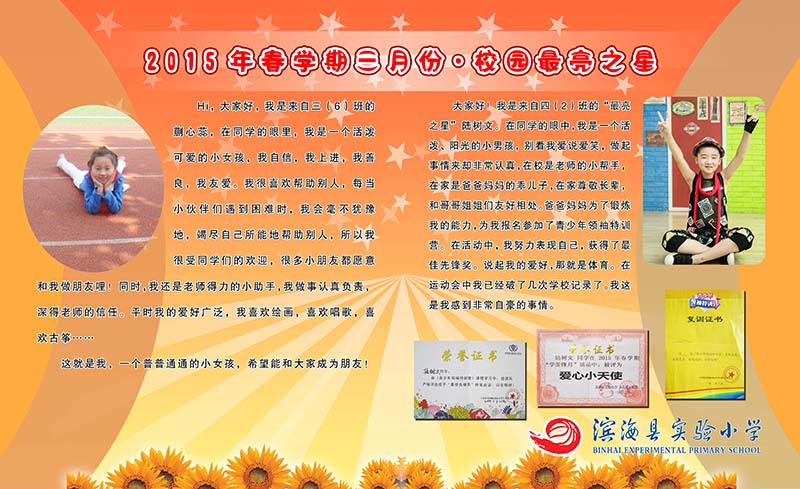 2015年春学期三月份·校园最亮之星
Hi，大家好，我是来自三（6）班的
蒯心蕊，在同学的眼里，我是一个活泼
可爱的小女孩，我自信，我上进，我善
良，我友爱。我很喜欢帮助别人，每当
小伙伴们遇到困难时，我会毫不犹豫
地，竭尽自己所能地帮助别人，所以我
很受同学们的欢迎，很多小朋友都愿意
和我做朋友哩！同时，我还是老师得力的小助手，我做事认真负责，
深得老师的信任。平时我的爱好广泛，我喜欢绘画，喜欢唱歌，喜
欢古筝……
这就是我，一个普普通通的小女孩，希望能和大家成为朋友！
大家好！我是来自四（2）班的“最亮
之星”陆树文。在同学的眼中，我是一个活
泼、阳光的小男孩，别看我爱说爱笑，做起
事情来却非常认真，在校是老师的小帮手，
在家是爸爸妈妈的乖儿子，在家尊敬长辈，
和哥哥姐姐们友好相处。爸爸妈妈为了锻炼
我的能力，为我报名参加了青少年领袖特训
营。在活动中，我努力表现自己，获得了最
佳先锋奖。说起我的爱好，那就是体育。在
运动会中我已经破了几次学校记录了。我这
是我感到非常自豪的事情。
荣誉证书
荣誉证书
陆树文 同学在 2015 年春学期
“学雷锋月”活动中，被评为
爱心小天使
复训证书
滨海县实验小学
BINHAI EXPERIMENTAL PRIMARY SCHOOL